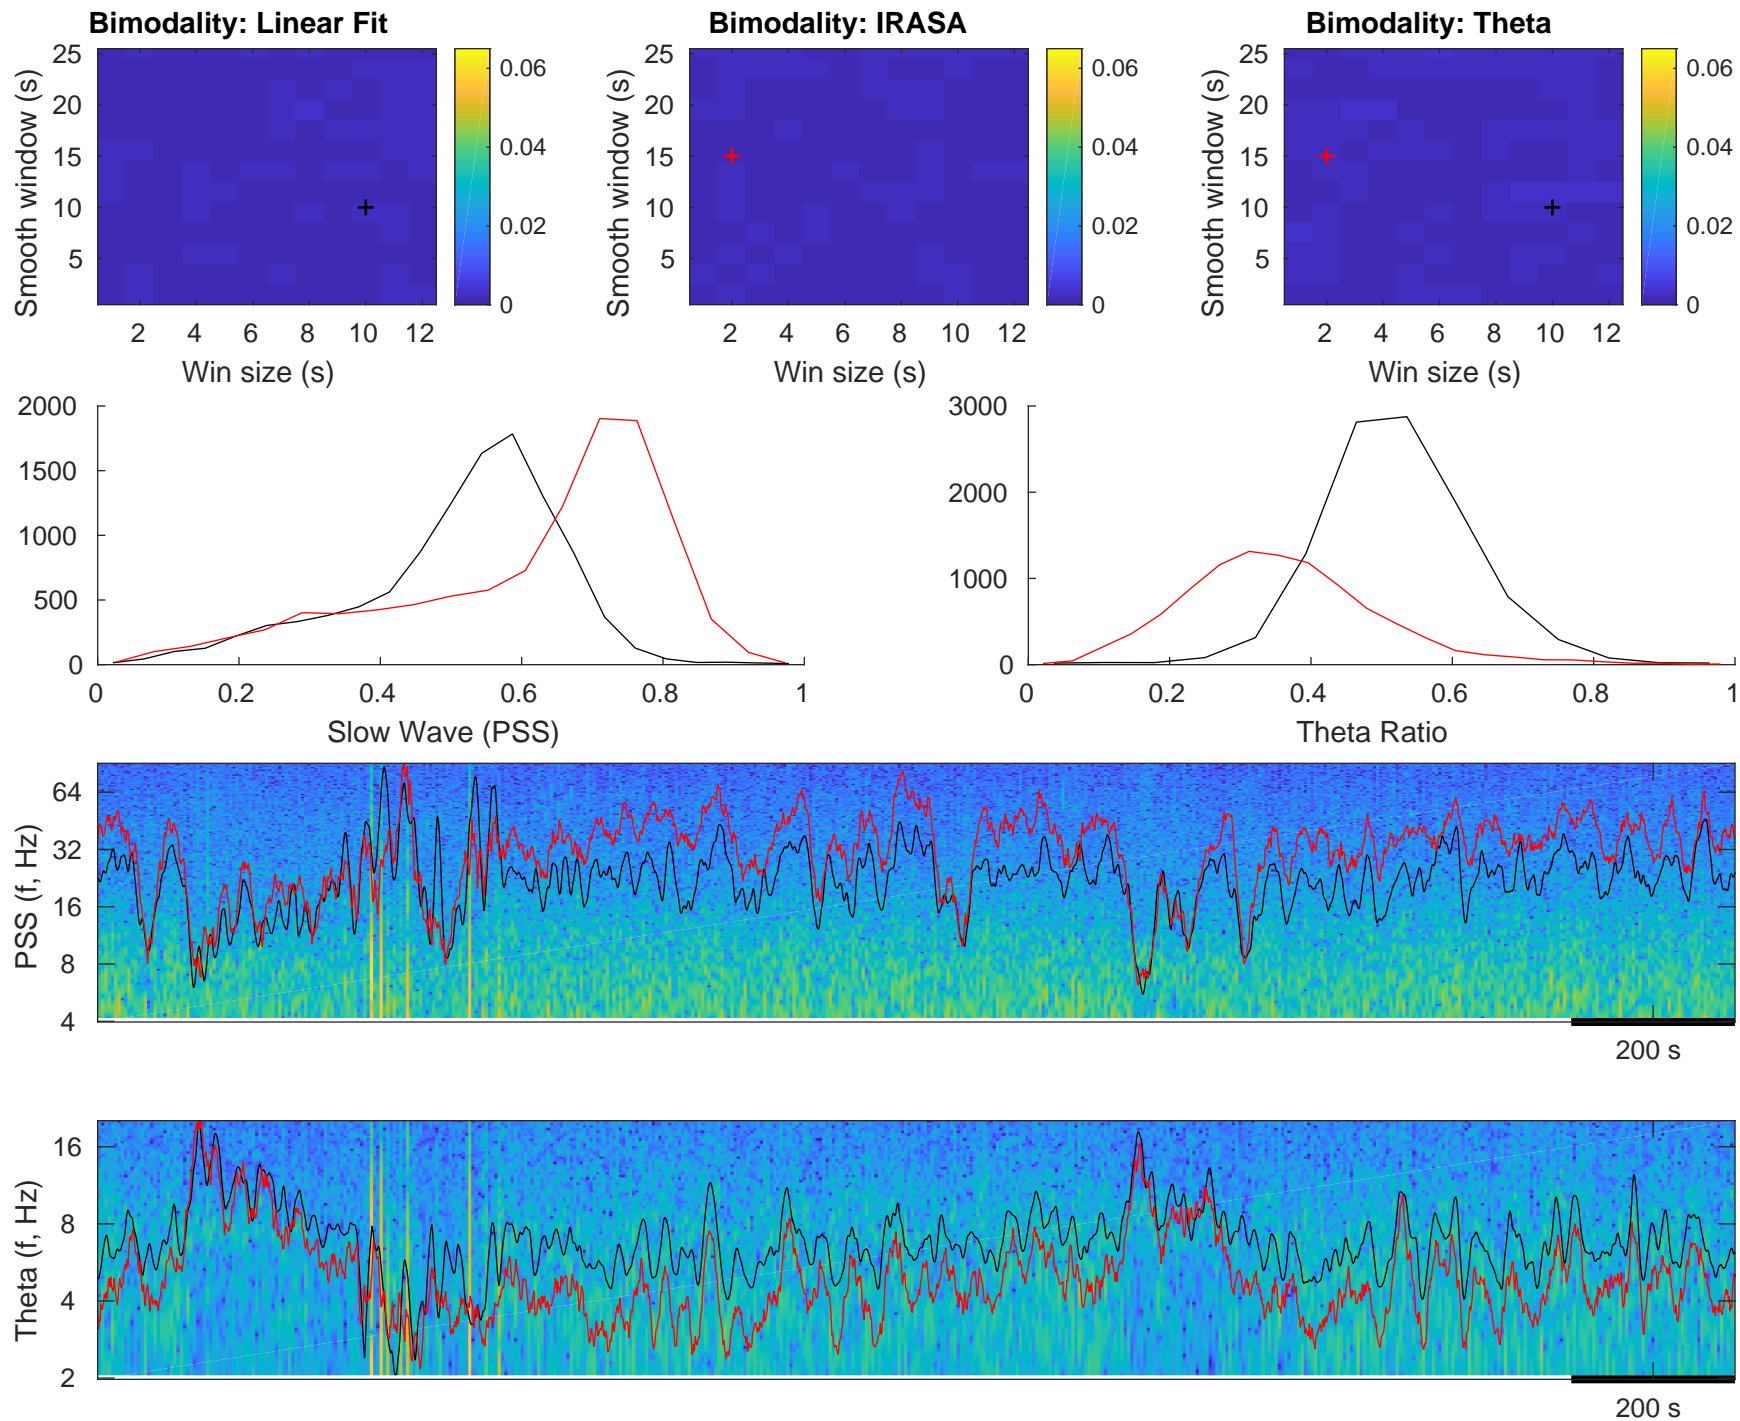 Bimodality: Linear Fit
Bimodality: IRASA
Bimodality: Theta
Smooth window (s)
25
20
15
10
5
2 4 6 8 10 12
Win size (s)
0.06
0.04
0.02
0
Smooth window (s)
25
20
15
10
5
2 4 6 8 10 12
Win size (s)
0.06
0.04
0.02
0
Smooth window (s)
25
20
15
10
5
2 4 6 8 10 12
Win size (s)
0.06
0.04
0.02
0
2000
1500
1000
500
0
0 0.2 0.4 0.6 0.8 1
Slow Wave (PSS)
3000
2000
1000
0
0 0.2 0.4 0.6 0.8 1
Theta Ratio
PSS (f, Hz)
64
32
16
8
4
200 s
Theta (f, Hz)
16
8
4
2
200 s